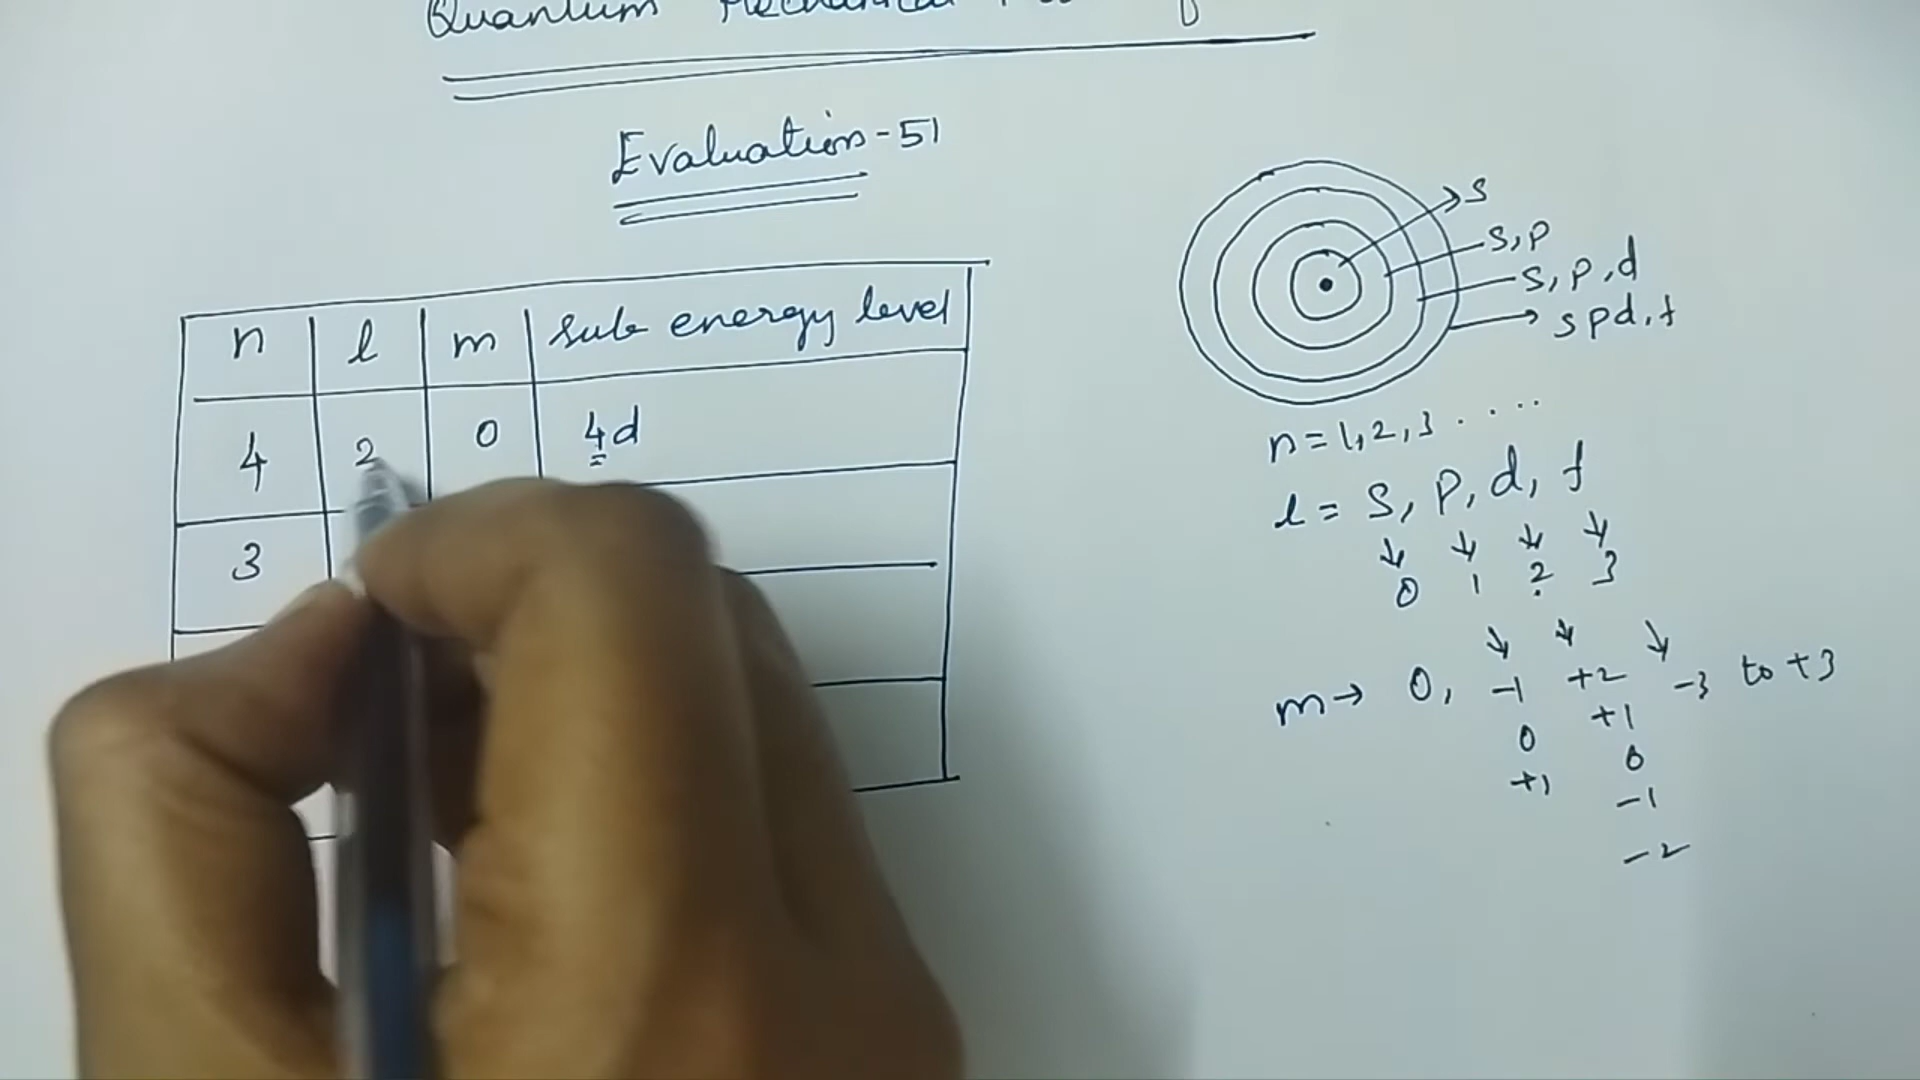 Quantum Mechanical
Evaluation-51
n l m sub energy level
4 2 0 4d
3
s
s,p
s,p,d
s p d,f
n=1,2,3.....
l= s, p, d, f
0 1 2 3
m→ 0, -1 +2 -3 to +3
+1
0 0
+1 -1
-2